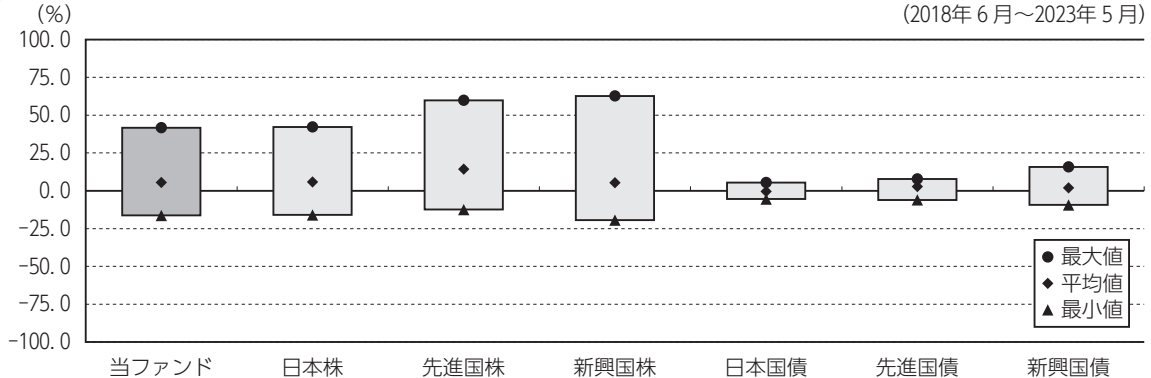 (%)
(2018年6月～2023年5月)
100.0
75.0
50.0
25.0
0.0
-25.0
-50.0
-75.0
-100.0
●最大値
◆平均値
▲最小値
当ファンド 日本株 先進国株 新興国株 日本国債 先進国債 新興国債